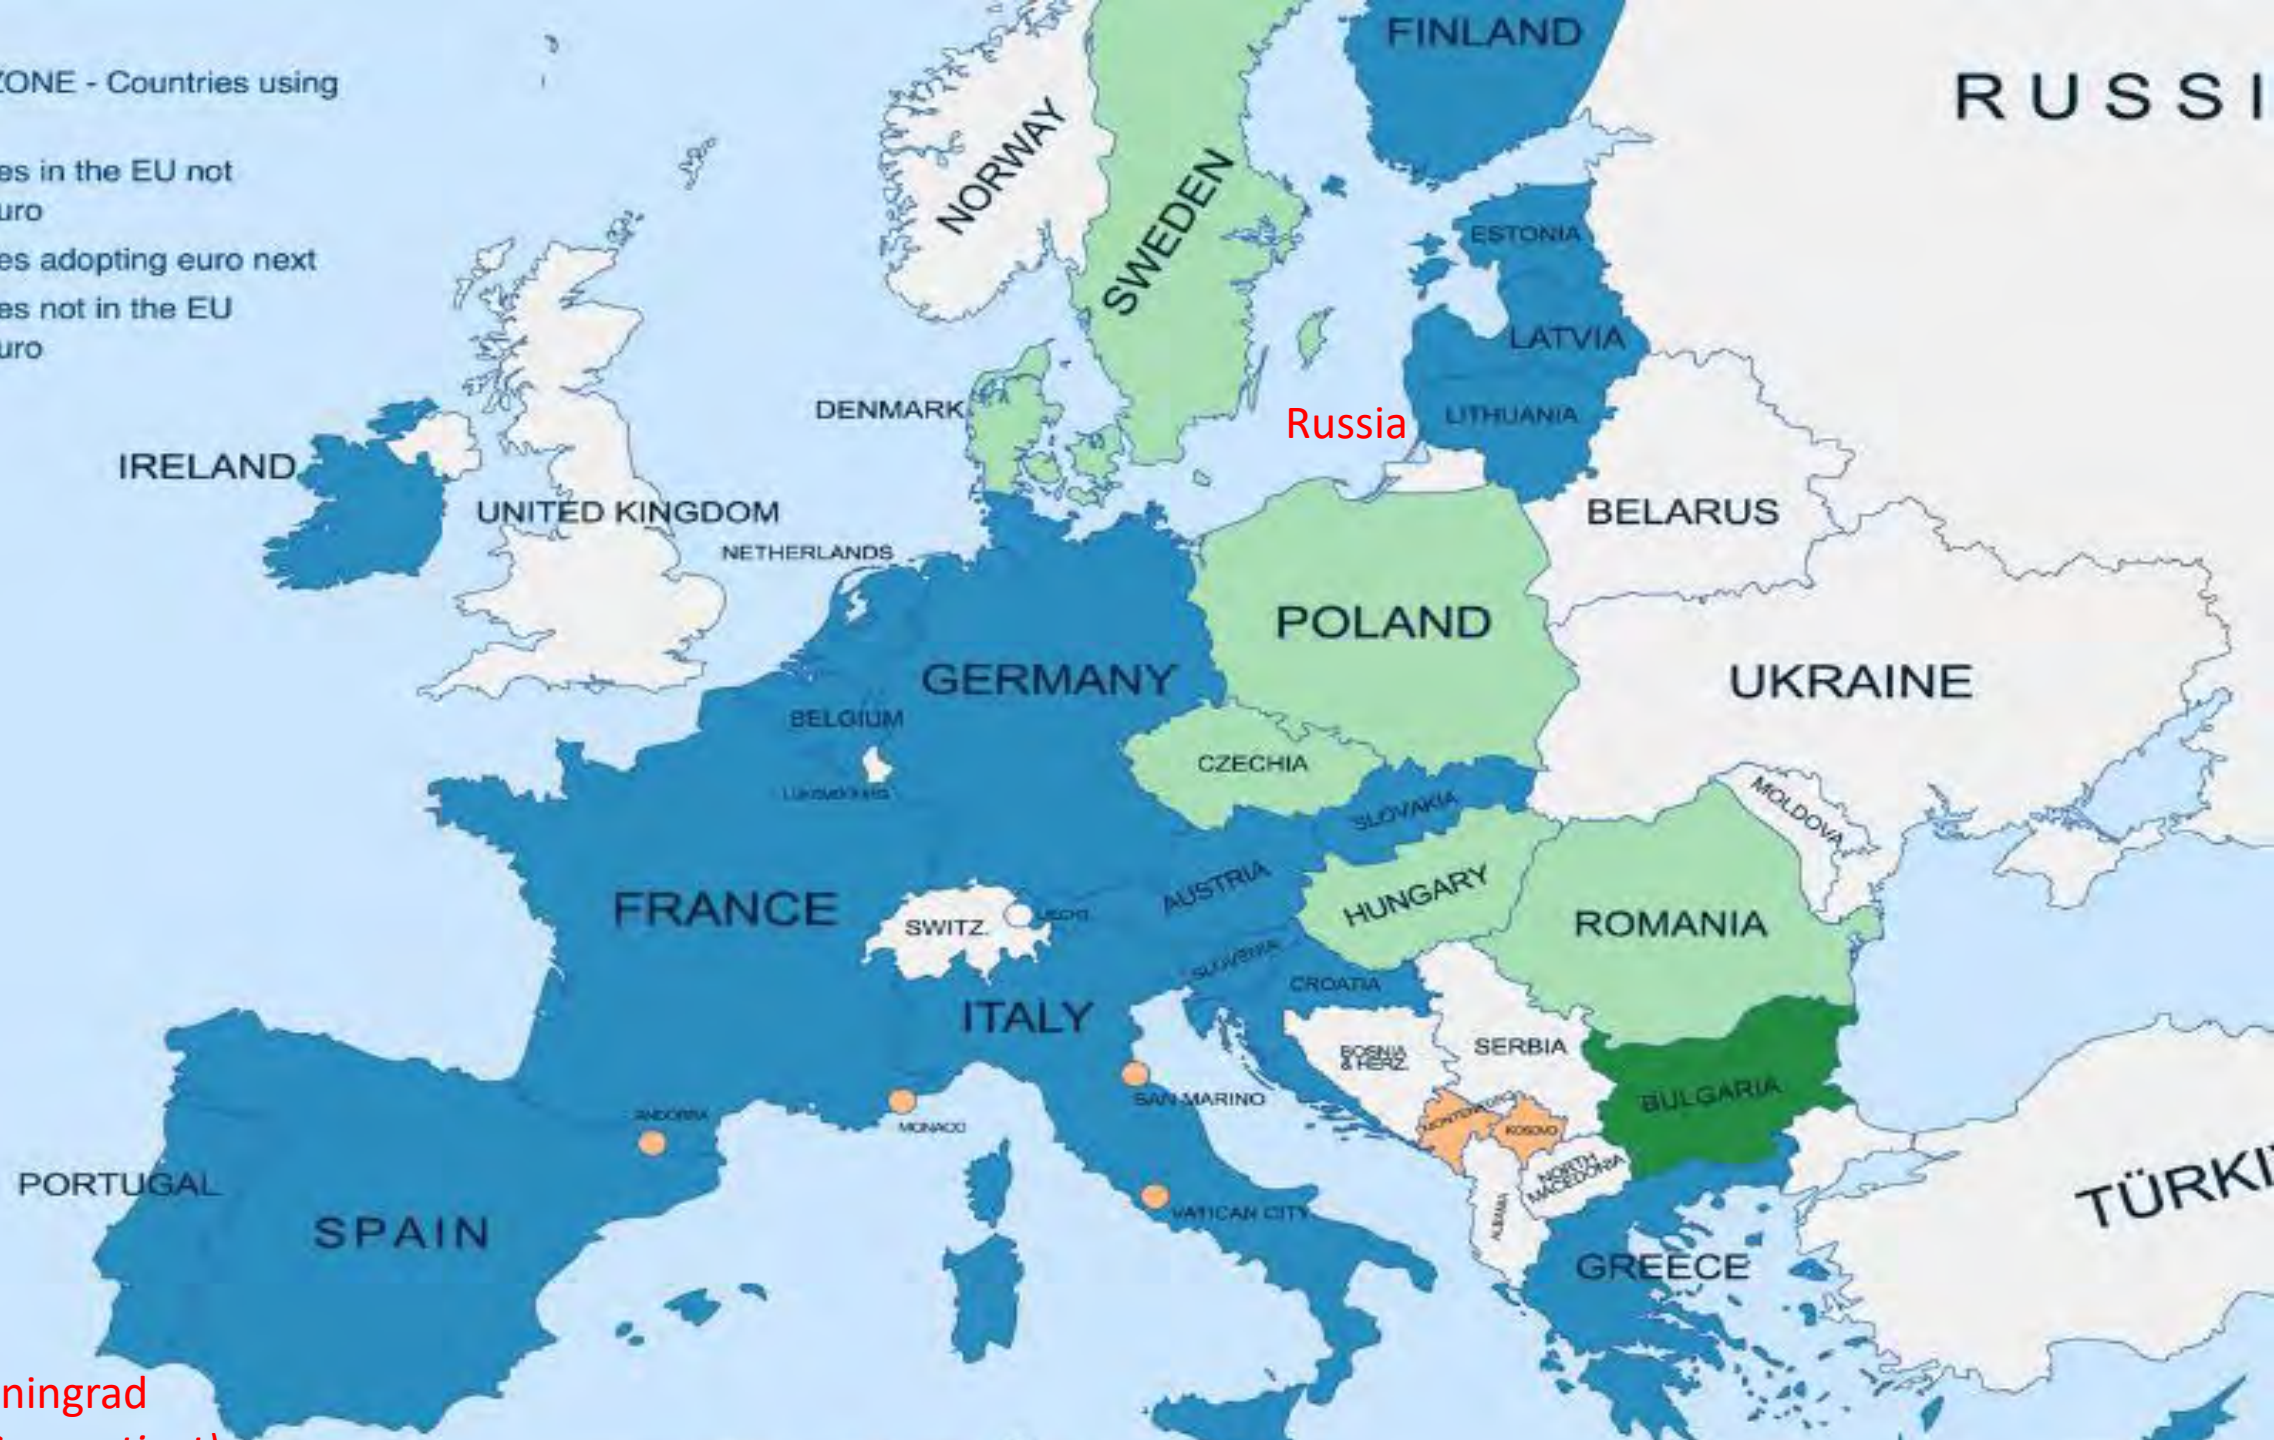 FINLAND
ZONE - Countries using
RUSSI
es in the EU not
uro
es adopting euro next
es not in the EU
uro
NORWAY
SWEDEN
ESTONIA
LATVIA
DENMARK
Russia
LITHUANIA
IRELAND
UNITED KINGDOM
BELARUS
NETHERLANDS
POLAND
GERMANY
UKRAINE
BELGIUM
CZECHIA
SLOVAKIA
MOLDOVA
AUSTRIA
HUNGARY
FRANCE
SWITZ.
LIECHT.
ROMANIA
SLOVENIA
CROATIA
ITALY
BOSNIA
& HERZ.
SERBIA
BULGARIA
SAN MARINO
ANDORRA
MONACO
MONTENEGRO
KOSOVO
NORTH
MACEDONIA
PORTUGAL
TÜRKI
VATICAN CITY
ALBANIA
SPAIN
GREECE
ningrad